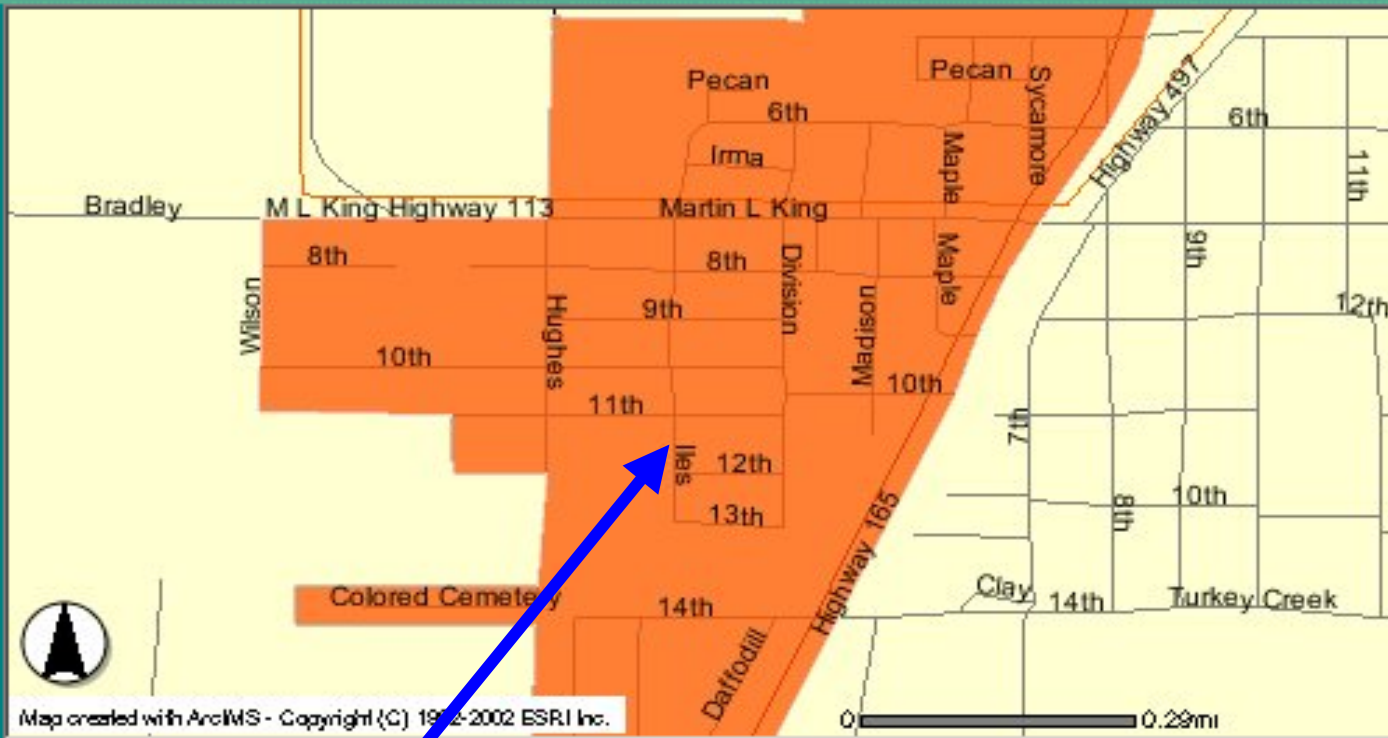 Pecan
Pecan
Sycamore
Highway 497
6th
6th
11th
Irma
Maple
Bradley
M L King Highway 113
Martin L King
8th
8th
Division
Maple
9th
Wilson
Hughes
9th
Madison
12th
10th
10th
11th
7th
Iles
12th
8th
10th
13th
Highway 165
Colored Cemetery
14th
Clay
14th
Turkey Creek
Daffodill
Map created with ArcIMS - Copyright (C) 1992-2002 ESRI Inc.
0 0.29mi